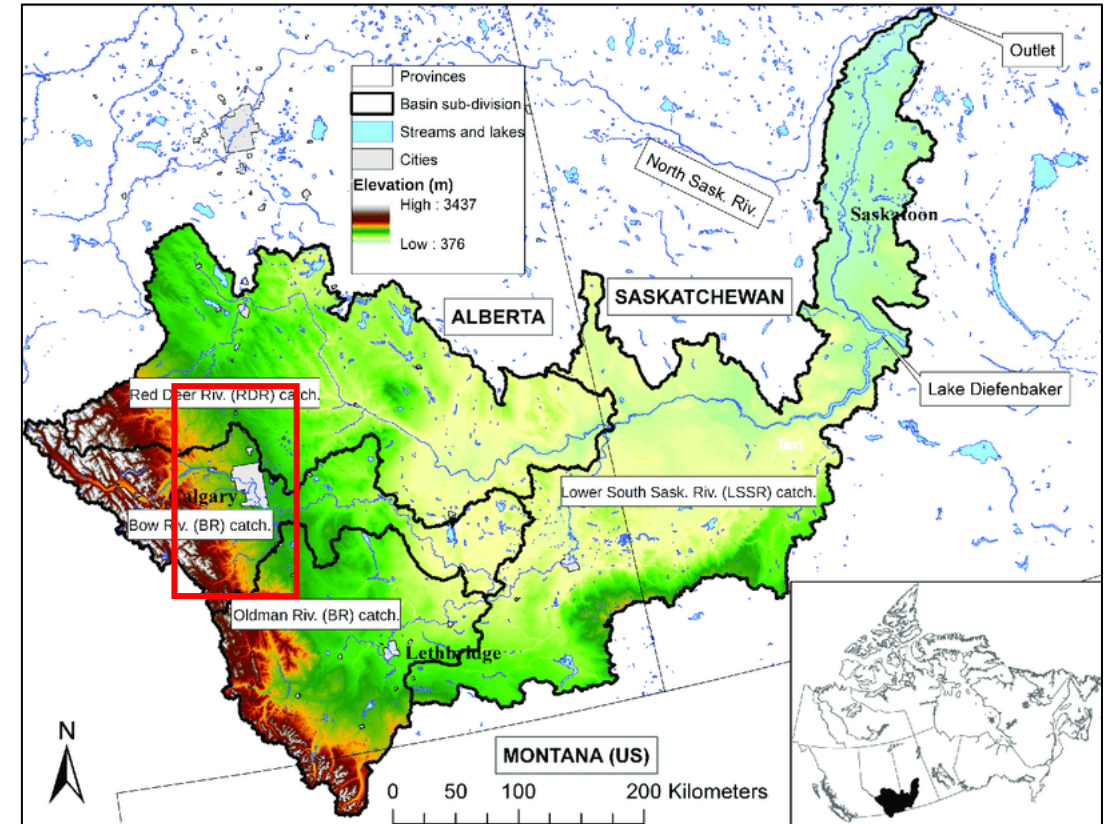 Outlet
Provinces
Basin sub-division
Streams and lakes
Cities
Elevation (m)
High : 3437
Low : 376
North Sask. Riv.
Saskatoon
SASKATCHEWAN
ALBERTA
Lake Diefenbaker
Red Deer Riv. (RDR) catch.
Text
Lower South Sask. Riv. (LSSR) catch.
Calgary
Bow Riv. (BR) catch.
Oldman Riv. (BR) catch.
Lethbridge
N
MONTANA (US)
0 50 100 200 Kilometers